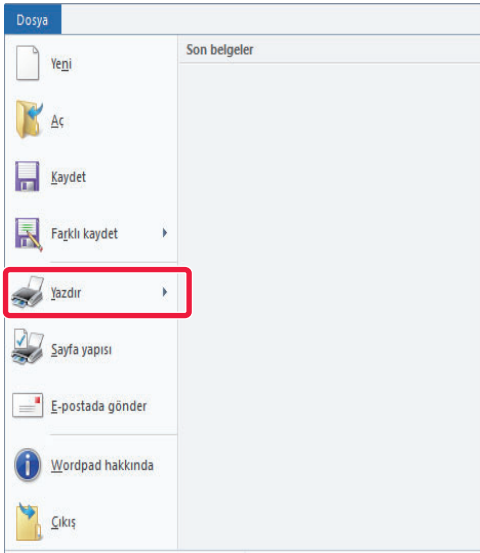 Dosya
Son belgeler
Yeni
Aç
Kaydet
Farklı kaydet
Yazdır
Sayfa yapısı
E-postada gönder
Wordpad hakkında
Çıkış